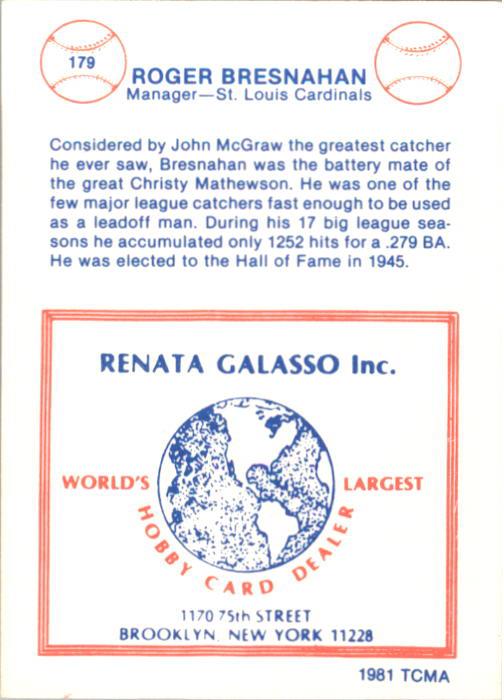 179
ROGER BRESNAHAN
Manager—St. Louis Cardinals
Considered by John McGraw the greatest catcher
he ever saw, Bresnahan was the battery mate of
the great Christy Mathewson. He was one of the
few major league catchers fast enough to be used
as a leadoff man. During his 17 big league sea-
sons he accumulated only 1252 hits for a .279 BA.
He was elected to the Hall of Fame in 1945.
RENATA GALASSO Inc.
WORLD'S LARGEST
HOBBY CARD DEALER
1170 75th STREET
BROOKLYN, NEW YORK 11228
1981 TCMA